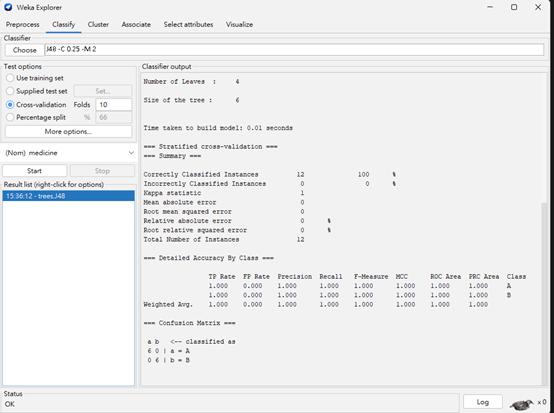 Weka Explorer
Preprocess Classify Cluster Associate Select attributes Visualize
Classifier
Choose J48 -C 0.25 -M 2
Test options
Use training set
Supplied test set Set...
Cross-validation Folds 10
Percentage split % 66
More options...
(Nom) medicine
Start Stop
Result list (right-click for options)
15:36:12 - trees.J48
Classifier output
Number of Leaves : 4
Size of the tree : 6
Time taken to build model: 0.01 seconds
=== Stratified cross-validation ===
=== Summary ===
Correctly Classified Instances 12 100 %
Incorrectly Classified Instances 0 0 %
Kappa statistic 1
Mean absolute error 0
Root mean squared error 0
Relative absolute error 0 %
Root relative squared error 0 %
Total Number of Instances 12
=== Detailed Accuracy By Class ===
TP Rate FP Rate Precision Recall F-Measure MCC ROC Area PRC Area Class
1.000 0.000 1.000 1.000 1.000 1.000 1.000 1.000 A
1.000 0.000 1.000 1.000 1.000 1.000 1.000 1.000 B
Weighted Avg. 1.000 0.000 1.000 1.000 1.000 1.000 1.000 1.000
=== Confusion Matrix ===
a b <-- classified as
6 0 | a = A
0 6 | b = B
Status
OK
Log
x 0